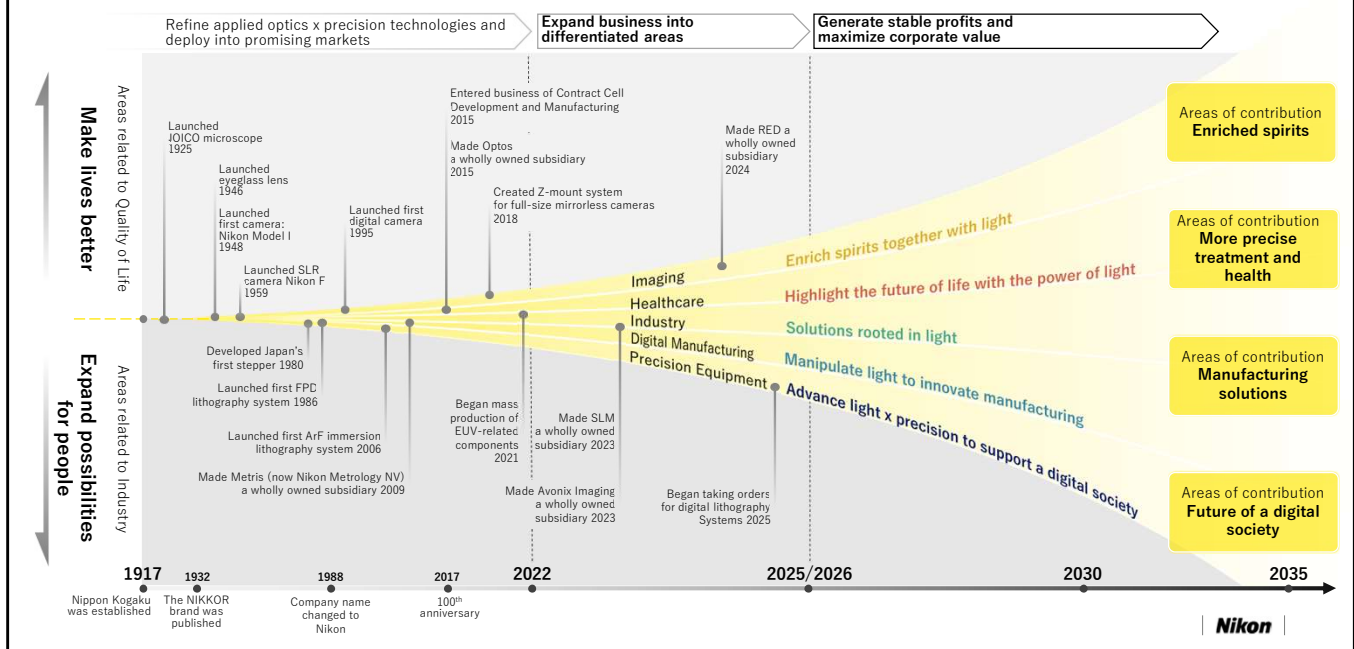 Refine applied optics x precision technologies and
deploy into promising markets
Expand business into
differentiated areas
Generate stable profits and
maximize corporate value
Make lives better
Areas related to Quality of Life
Expand possibilities
for people
Areas related to Industry
Launched
JOICO microscope
1925
Launched
eyeglass lens
1946
Launched
first camera:
Nikon Model I
1948
Launched SLR
camera Nikon F
1959
Launched first
digital camera
1995
Entered business of Contract Cell
Development and Manufacturing
2015
Made Optos
a wholly owned subsidiary
2015
Created Z-mount system
for full-size mirrorless cameras
2018
Made RED a
wholly owned
subsidiary
2024
Developed Japan's
first stepper 1980
Launched first FPD
lithography system 1986
Launched first ArF immersion
lithography system 2006
Made Metris (now Nikon Metrology NV)
a wholly owned subsidiary 2009
Began mass
production of
EUV-related
components
2021
Made SLM
a wholly owned
subsidiary 2023
Made Avonix Imaging
a wholly owned
subsidiary 2023
Began taking orders
for digital lithography
Systems 2025
Imaging
Healthcare
Industry
Digital Manufacturing
Precision Equipment
Enrich spirits together with light
Highlight the future of life with the power of light
Solutions rooted in light
Manipulate light to innovate manufacturing
Advance light x precision to support a digital society
Areas of contribution
Enriched spirits
Areas of contribution
More precise
treatment and
health
Areas of contribution
Manufacturing
solutions
Areas of contribution
Future of a digital
society
1917
Nippon Kogaku
was established
1932
The NIKKOR
brand was
published
1988
Company name
changed to
Nikon
2017
100th
anniversary
2022
2025/2026
2030
2035
Nikon